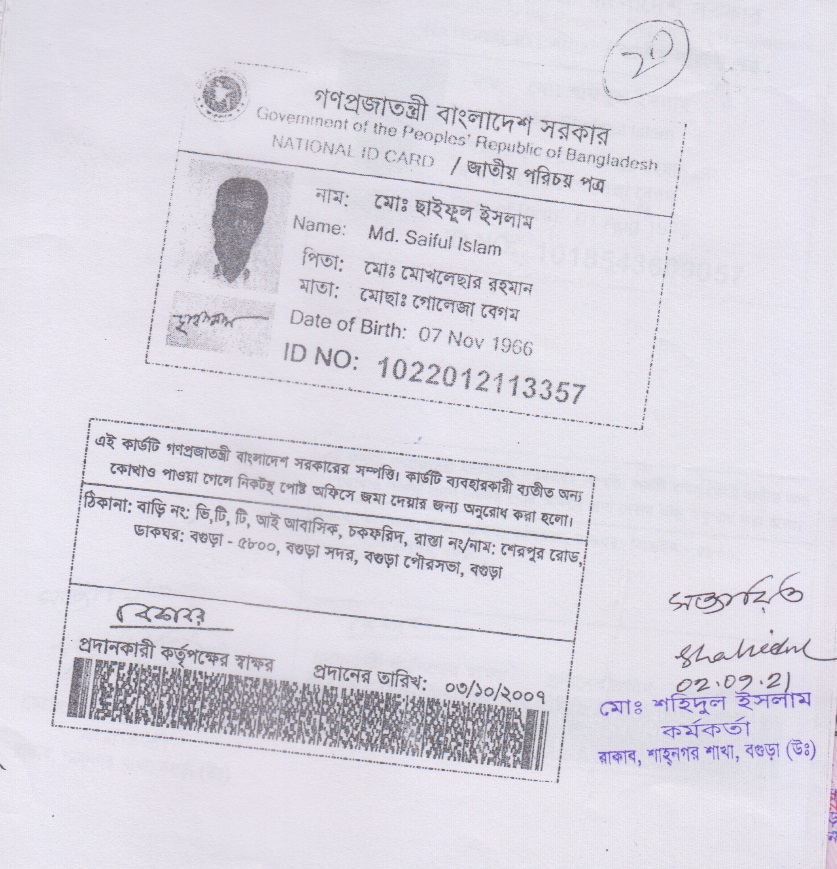 20
গণপ্রজাতন্ত্রী বাংলাদেশ সরকার
Government of the Peoples' Republic of Bangladesh
NATIONAL ID CARD / জাতীয় পরিচয় পত্র
নাম: মোঃ ছাইফুল ইসলাম
Name: Md. Saiful Islam
পিতা: মোঃ মোখলেছার রহমান
মাতা: মোছাঃ গোলেজা বেগম
Date of Birth: 07 Nov 1966
ID NO: 1022012113357
এই কার্ডটি গণপ্রজাতন্ত্রী বাংলাদেশ সরকারের সম্পত্তি। কার্ডটি ব্যবহারকারী ব্যতীত অন্য
কোথাও পাওয়া গেলে নিকটস্থ পোষ্ট অফিসে জমা দেয়ার জন্য অনুরোধ করা হলো।
ঠিকানা: বাড়ি নং: ভি,টি, টি, আই আবাসিক, চকফরিদ, রাস্তা নং/নাম: শেরপুর রোড,
ডাকঘর: বগুড়া - ৫৮০০, বগুড়া সদর, বগুড়া পৌরসভা, বগুড়া
প্রদানকারী কর্তৃপক্ষের স্বাক্ষর প্রদানের তারিখ: ০৩/১০/২০০৭
সত্যায়িত
Shahidul
02.09.21
মোঃ শহিদুল ইসলাম
কর্মকর্তা
রাকাব, শাহনগর শাখা, বগুড়া (উঃ)